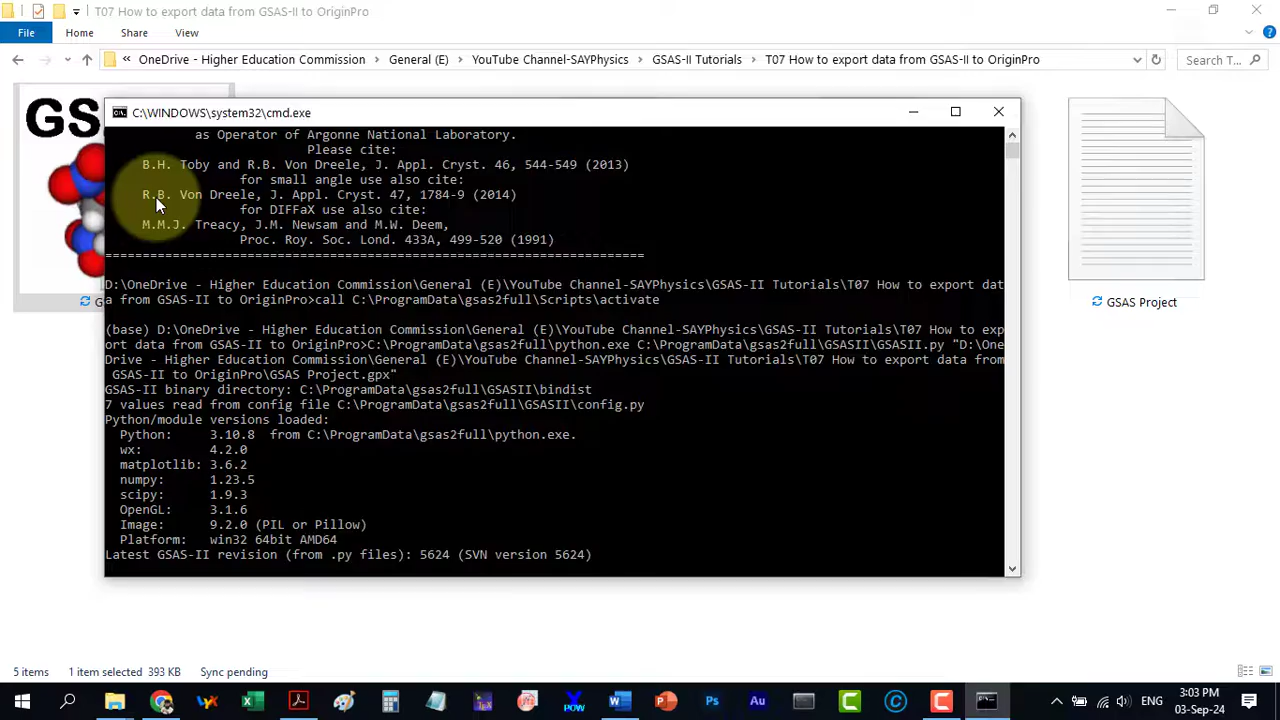 T07 How to export data from GSAS-II to OriginPro
File Home Share View
OneDrive - Higher Education Commission General (E) YouTube Channel-SAYPhysics GSAS-II Tutorials T07 How to export data from GSAS-II to OriginPro
Search T...
GSA
C:\WINDOWS\system32\cmd.exe
as Operator of Argonne National Laboratory.
Please cite:
B.H. Toby and R.B. Von Dreele, J. Appl. Cryst. 46, 544-549 (2013)
for small angle use also cite:
R.B. Von Dreele, J. Appl. Cryst. 47, 1784-9 (2014)
for DIFFaX use also cite:
M.M.J. Treacy, J.M. Newsam and M.W. Deem,
Proc. Roy. Soc. Lond. 433A, 499-520 (1991)
========================================================================
D:\OneDrive - Higher Education Commission\General (E)\YouTube Channel-SAYPhysics\GSAS-II Tutorials\T07 How to export dat
a from GSAS-II to OriginPro>call C:\ProgramData\gsas2full\Scripts\activate
(base) D:\OneDrive - Higher Education Commission\General (E)\YouTube Channel-SAYPhysics\GSAS-II Tutorials\T07 How to exp
ort data from GSAS-II to OriginPro>C:\ProgramData\gsas2full\python.exe C:\ProgramData\gsas2full\GSASII\GSASII.py "D:\One
Drive - Higher Education Commission\General (E)\YouTube Channel-SAYPhysics\GSAS-II Tutorials\T07 How to export data from
GSAS-II to OriginPro\GSAS Project.gpx"
GSAS-II binary directory: C:\ProgramData\gsas2full\GSASII\bindist
7 values read from config file C:\ProgramData\gsas2full\GSASII\config.py
Python/module versions loaded:
Python: 3.10.8 from C:\ProgramData\gsas2full\python.exe.
wx: 4.2.0
matplotlib: 3.6.2
numpy: 1.23.5
scipy: 1.9.3
OpenGL: 3.1.6
Image: 9.2.0 (PIL or Pillow)
Platform: win32 64bit AMD64
Latest GSAS-II revision (from .py files): 5624 (SVN version 5624)
G
GSAS Project
5 items 1 item selected 393 KB Sync pending
POW
Ps
Au
ENG
3:03 PM
03-Sep-24